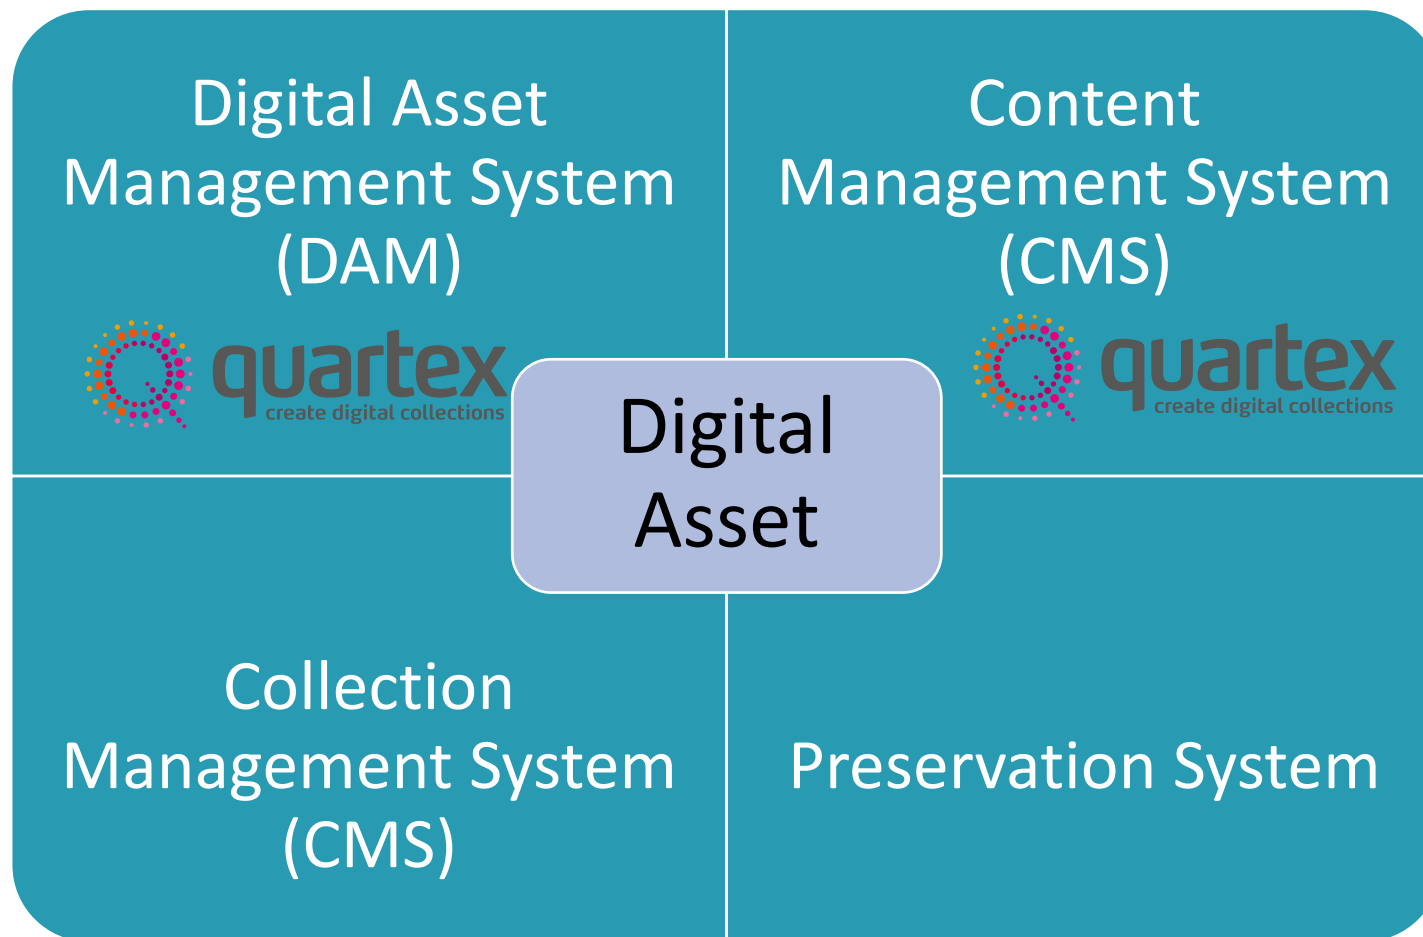 Digital Asset
Management System
(DAM)
quartex
create digital collections
Content
Management System
(CMS)
quartex
create digital collections
Digital
Asset
Collection
Management System
(CMS)
Preservation System